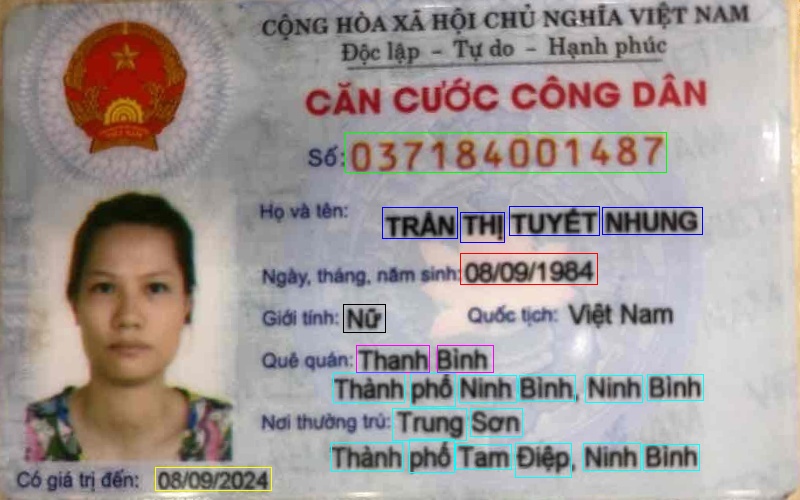 CỘNG HÒA XÃ HỘI CHỦ NGHĨA VIỆT NAM
Độc lập - Tự do - Hạnh phúc
CĂN CƯỚC CÔNG DÂN
Số: 037184001487
Họ và tên: TRẦN THỊ TUYẾT NHUNG
Ngày, tháng, năm sinh: 08/09/1984
Giới tính: Nữ Quốc tịch: Việt Nam
Quê quán: Thanh Bình
Thành phố Ninh Bình, Ninh Bình
Nơi thường trú: Trung Sơn
Thành phố Tam Điệp, Ninh Bình
Có giá trị đến: 08/09/2024